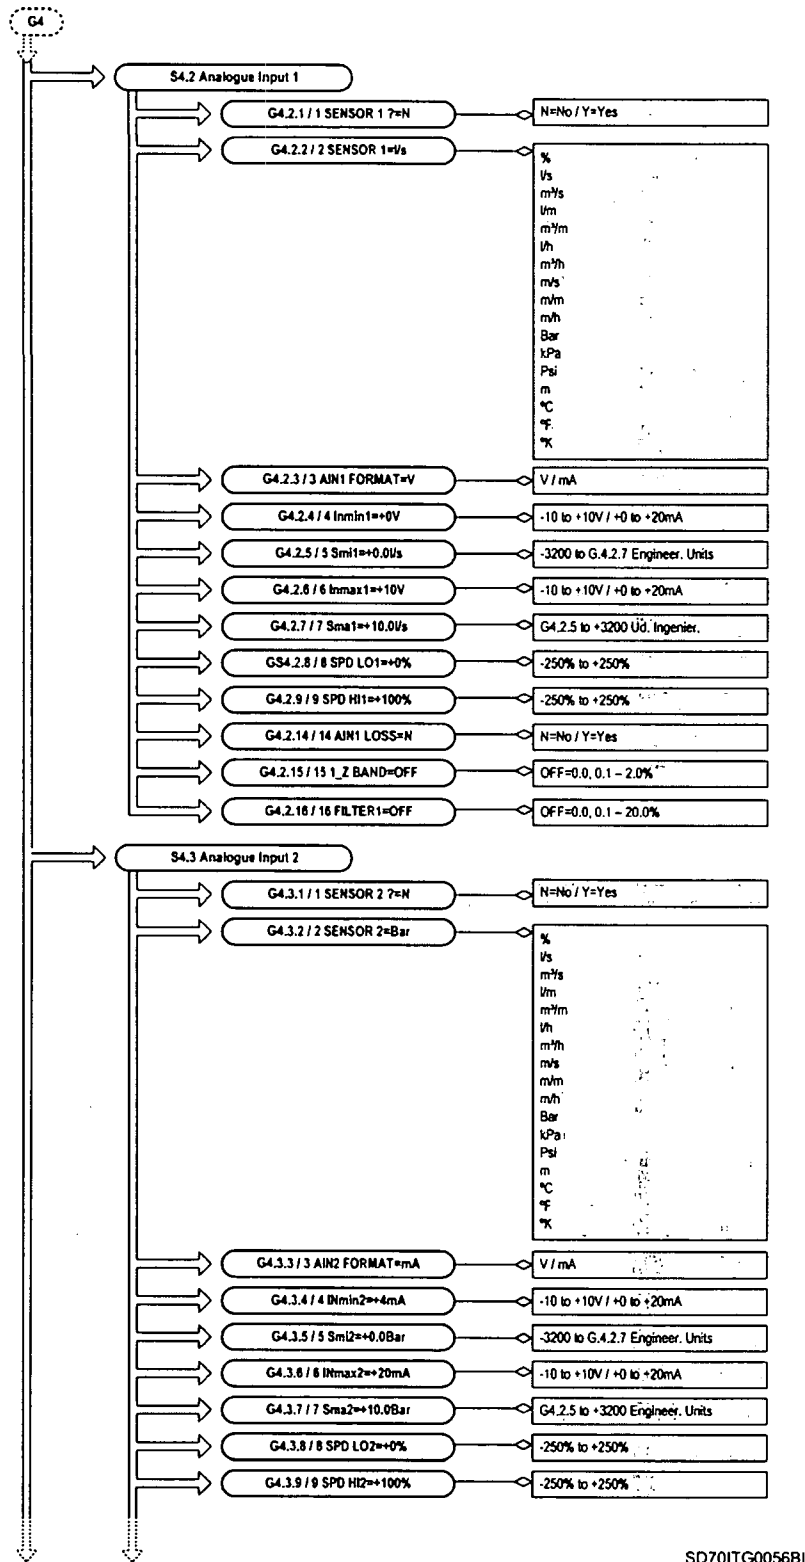 G4
S4.2 Analogue Input 1
G4.2.1 / 1 SENSOR 1 ?=N
N=No / Y=Yes
G4.2.2 / 2 SENSOR 1=l/s
%
l/s
m³/s
l/m
m³/m
l/h
m³/h
m/s
m/m
m/h
Bar
kPa
Psi
m
ºC
ºF
ºK
G4.2.3 / 3 AIN1 FORMAT=V
V / mA
G4.2.4 / 4 Inmin1=+0V
-10 to +10V / +0 to +20mA
G4.2.5 / 5 Smi1=+0.0l/s
-3200 to G.4.2.7 Engineer. Units
G4.2.6 / 6 Inmax1=+10V
-10 to +10V / +0 to +20mA
G4.2.7 / 7 Sma1=+10.0l/s
G4.2.5 to +3200 Ud. Ingenier.
GS4.2.8 / 8 SPD LO1=+0%
-250% to +250%
G4.2.9 / 9 SPD HI1=+100%
-250% to +250%
G4.2.14 / 14 AIN1 LOSS=N
N=No / Y=Yes
G4.2.15 / 15 1_Z BAND=OFF
OFF=0.0, 0.1 – 2.0%
G4.2.16 / 16 FILTER1=OFF
OFF=0.0, 0.1 – 20.0%
S4.3 Analogue Input 2
G4.3.1 / 1 SENSOR 2 ?=N
N=No / Y=Yes
G4.3.2 / 2 SENSOR 2=Bar
%
l/s
m³/s
l/m
m³/m
l/h
m³/h
m/s
m/m
m/h
Bar
kPa
Psi
m
ºC
ºF
ºK
G4.3.3 / 3 AIN2 FORMAT=mA
V / mA
G4.3.4 / 4 INmin2=+4mA
-10 to +10V / +0 to +20mA
G4.3.5 / 5 Smi2=+0.0Bar
-3200 to G.4.2.7 Engineer. Units
G4.3.6 / 6 INmax2=+20mA
-10 to +10V / +0 to +20mA
G4.3.7 / 7 Sma2=+10.0Bar
G4.2.5 to +3200 Engineer. Units
G4.3.8 / 8 SPD LO2=+0%
-250% to +250%
G4.3.9 / 9 SPD HI2=+100%
-250% to +250%
SD70ITG0056BI